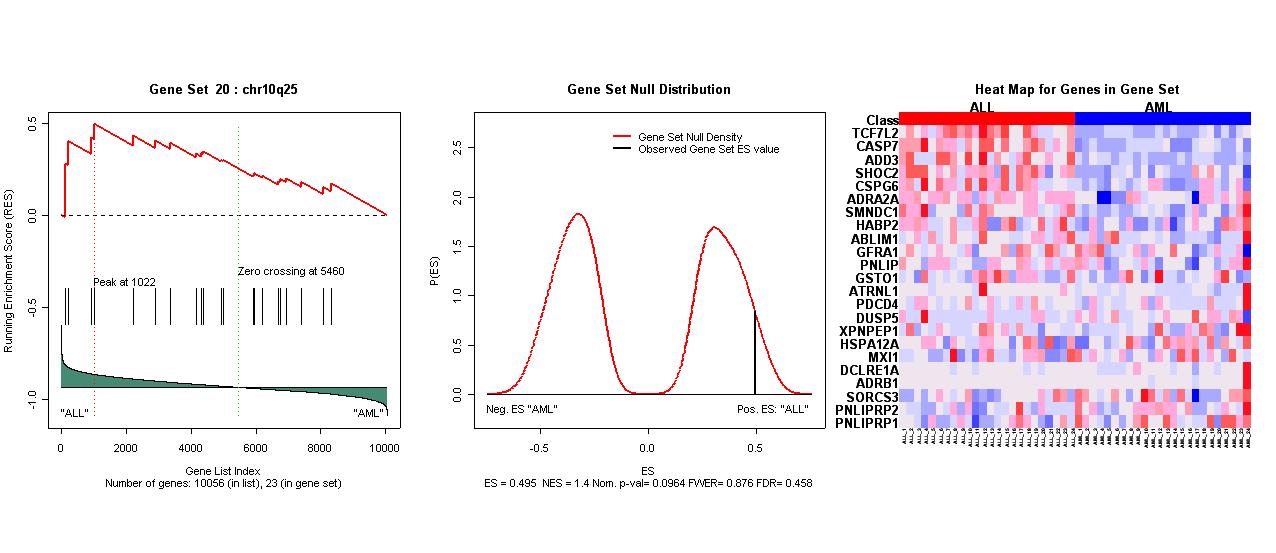 Gene Set 20 : chr10q25
Running Enrichment Score (RES)
0.5
0.0
-0.5
-1.0
Peak at 1022
Zero crossing at 5460
"ALL"
"AML"
0
2000
4000
6000
8000
10000
Gene List Index
Number of genes: 10056 (in list), 23 (in gene set)
Gene Set Null Distribution
P(ES)
2.5
2.0
1.5
1.0
0.5
0.0
Gene Set Null Density
Observed Gene Set ES value
Neg. ES "AML"
Pos. ES: "ALL"
-0.5
0.0
0.5
ES
ES = 0.495 NES = 1.4 Nom. p-val= 0.0964 FWER= 0.876 FDR= 0.458
Heat Map for Genes in Gene Set
ALL
AML
Class
TCF7L2
CASP7
ADD3
SHOC2
CSPG6
ADRA2A
SMNDC1
HABP2
ABLIM1
GFRA1
PNLIP
GSTO1
ATRNL1
PDCD4
DUSP5
XPNPEP1
HSPA12A
MXI1
DCLRE1A
ADRB1
SORCS3
PNLIPRP2
PNLIPRP1